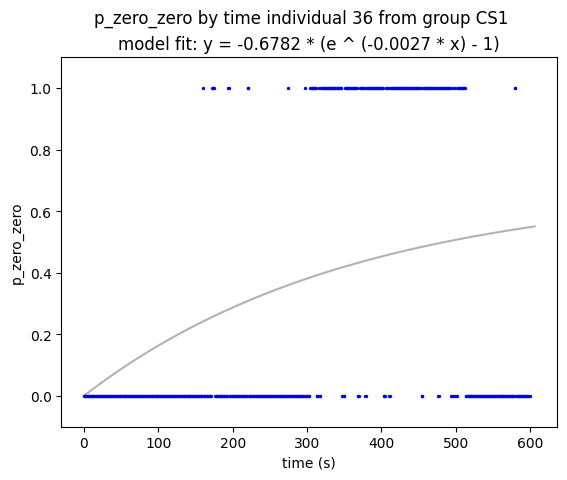 p_zero_zero by time individual 36 from group CS1
model fit: y = -0.6782 * (e ^ (-0.0027 * x) - 1)
1.0
0.8
0.6
0.4
0.2
0.0
p_zero_zero
0 100 200 300 400 500 600
time (s)